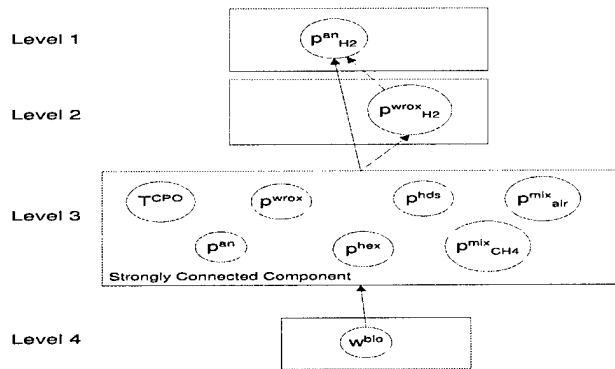 Level 1
p^an_H2
Level 2
p^wrox_H2
Level 3
T^CPO p^wrox p^hds p^mix_air
p^an p^hex p^mix_CH4
Strongly Connected Component
Level 4
w^blo